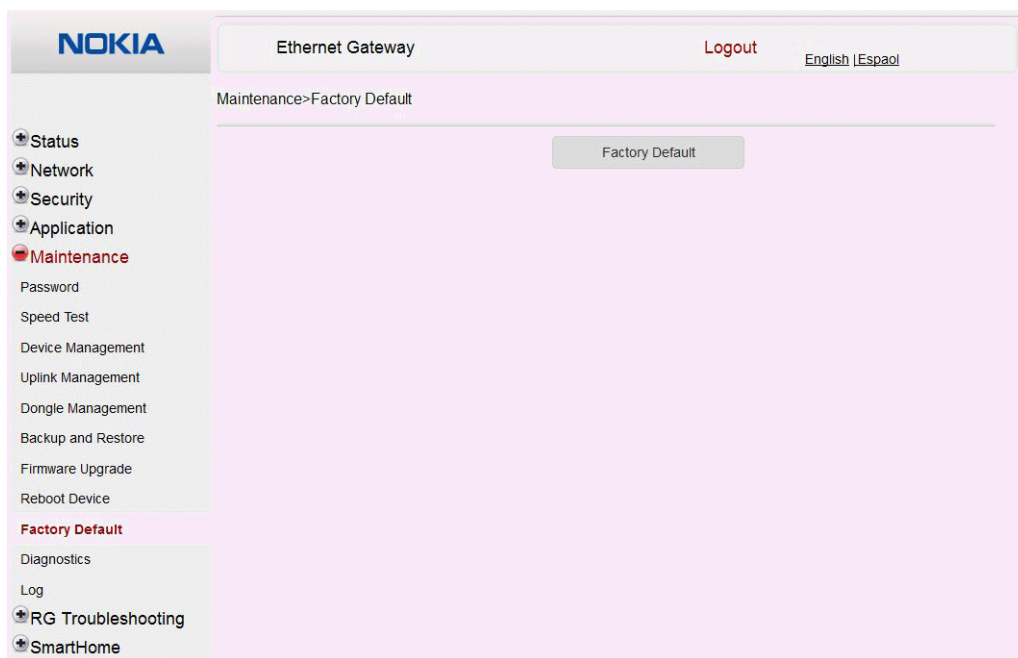 NOKIA
Ethernet Gateway
Logout
English | Espaol
Maintenance>Factory Default
Factory Default
Status
Network
Security
Application
Maintenance
Password
Speed Test
Device Management
Uplink Management
Dongle Management
Backup and Restore
Firmware Upgrade
Reboot Device
Factory Default
Diagnostics
Log
RG Troubleshooting
SmartHome